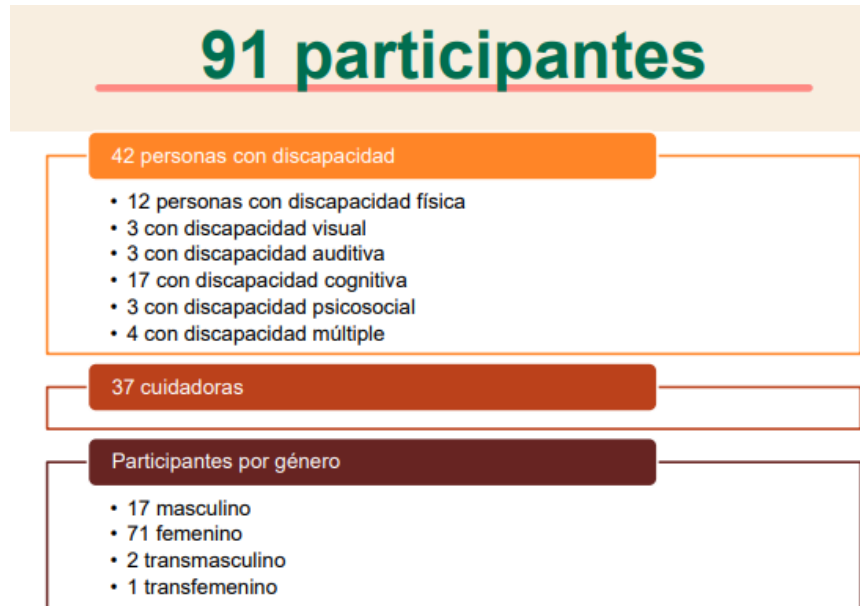 91 participantes
42 personas con discapacidad
• 12 personas con discapacidad física
• 3 con discapacidad visual
• 3 con discapacidad auditiva
• 17 con discapacidad cognitiva
• 3 con discapacidad psicosocial
• 4 con discapacidad múltiple
37 cuidadoras
Participantes por género
• 17 masculino
• 71 femenino
• 2 transmasculino
• 1 transfemenino